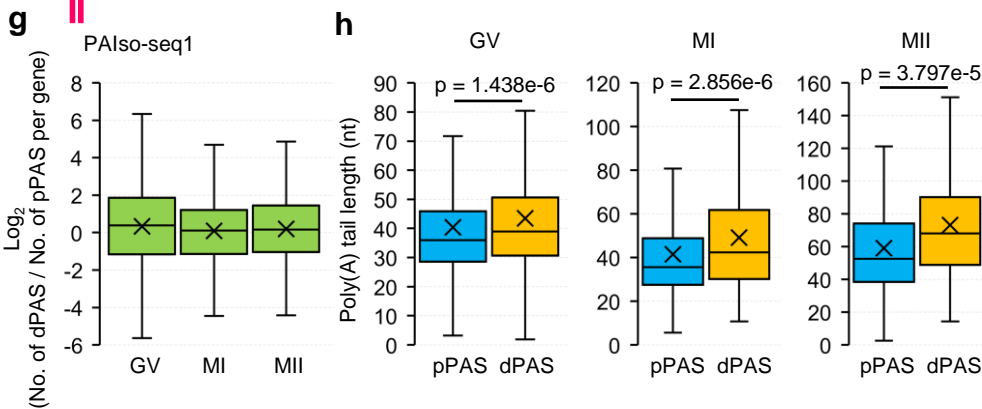 g
PAIso-seq1
Log2
(No. of dPAS / No. of pPAS per gene)
8
6
4
2
0
-2
-4
-6
GV
MI
MII
h
Poly(A) tail length (nt)
GV
p = 1.438e-6
90
80
70
60
50
40
30
20
10
0
pPAS
dPAS
MI
p = 2.856e-6
120
100
80
60
40
20
0
pPAS
dPAS
MII
p = 3.797e-5
160
140
120
100
80
60
40
20
0
pPAS
dPAS